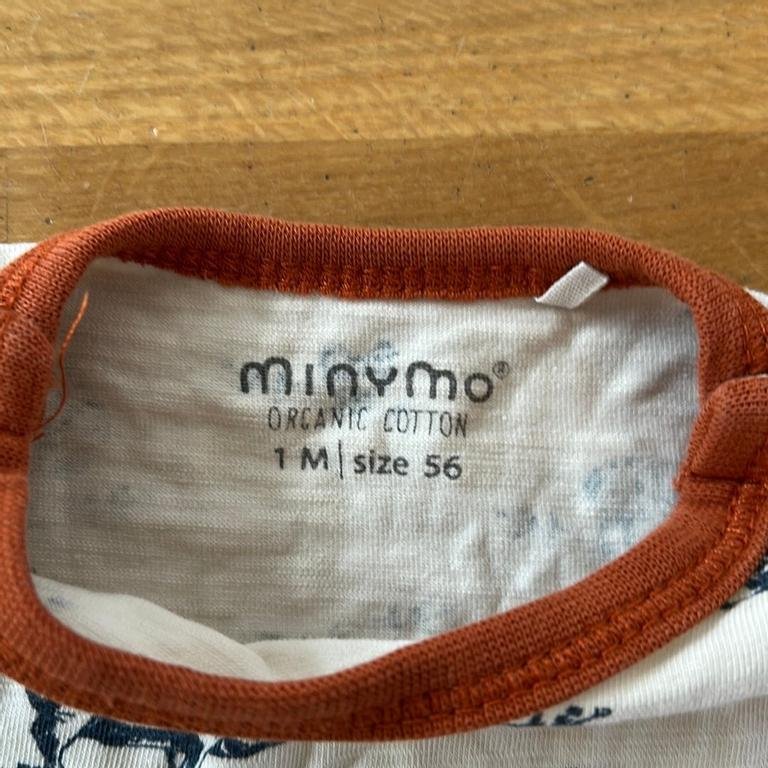 minymo®
ORGANIC COTTON
1 M | size 56